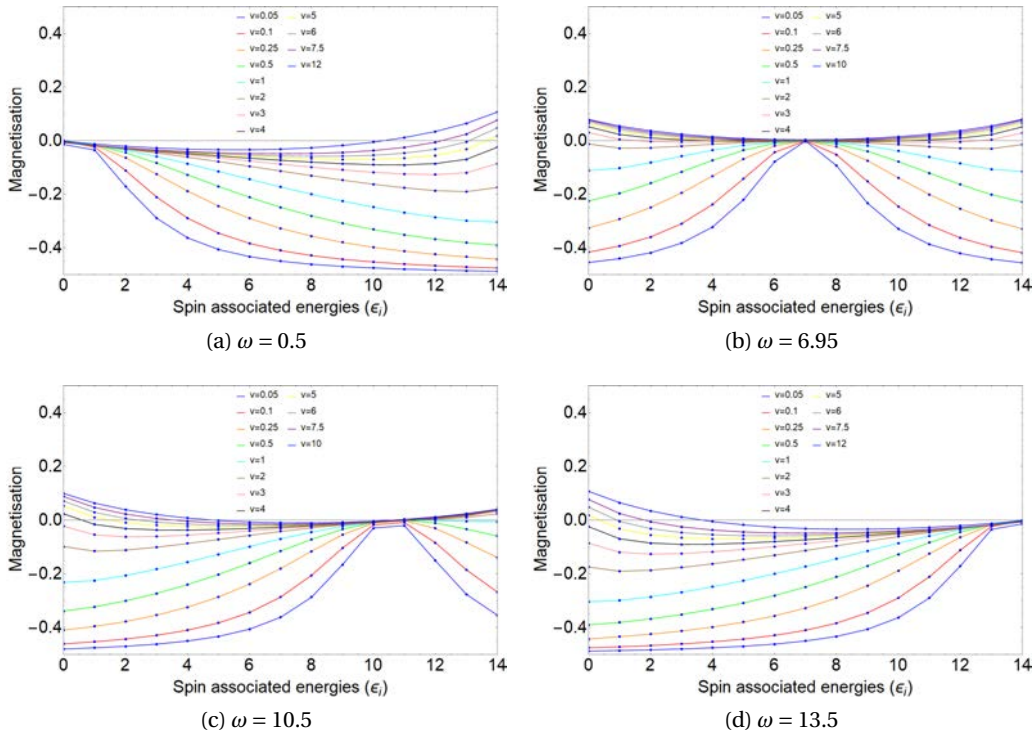 0.4
0.2
0.0
−0.2
−0.4
Magnetisation
v=0.05 v=5
v=0.1 v=6
v=0.25 v=7.5
v=0.5 v=12
v=1
v=2
v=3
v=4
0 2 4 6 8 10 12 14
Spin associated energies (ϵi)
(a) ω = 0.5
0.4
0.2
0.0
−0.2
−0.4
Magnetisation
v=0.05 v=5
v=0.1 v=6
v=0.25 v=7.5
v=0.5 v=10
v=1
v=2
v=3
v=4
0 2 4 6 8 10 12 14
Spin associated energies (ϵi)
(b) ω = 6.95
0.4
0.2
0.0
−0.2
−0.4
Magnetisation
v=0.05 v=5
v=0.1 v=6
v=0.25 v=7.5
v=0.5 v=10
v=1
v=2
v=3
v=4
0 2 4 6 8 10 12 14
Spin associated energies (ϵi)
(c) ω = 10.5
0.4
0.2
0.0
−0.2
−0.4
Magnetisation
v=0.05 v=5
v=0.1 v=6
v=0.25 v=7.5
v=0.5 v=12
v=1
v=2
v=3
v=4
0 2 4 6 8 10 12 14
Spin associated energies (ϵi)
(d) ω = 13.5